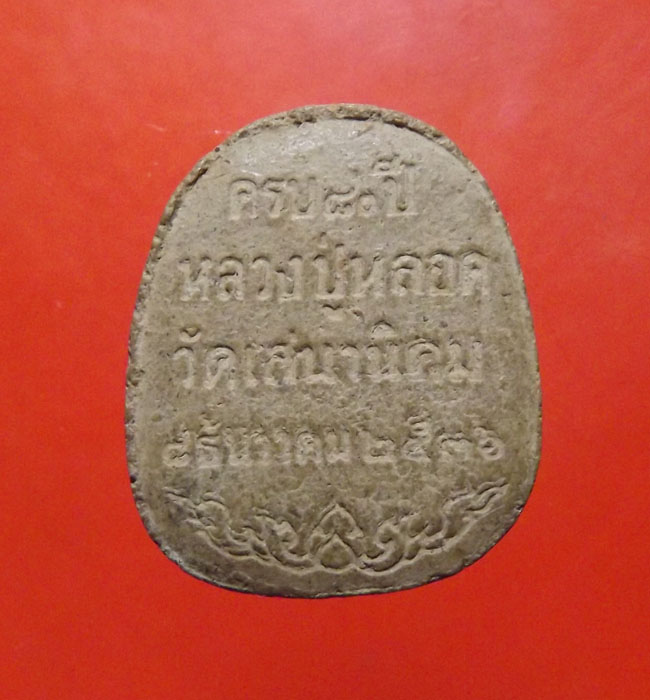 ครบ ๘๐ ปี
หลวงปู่หลอด
วัดเสนานิคม
๘ ธันวาคม ๒๕๓๖